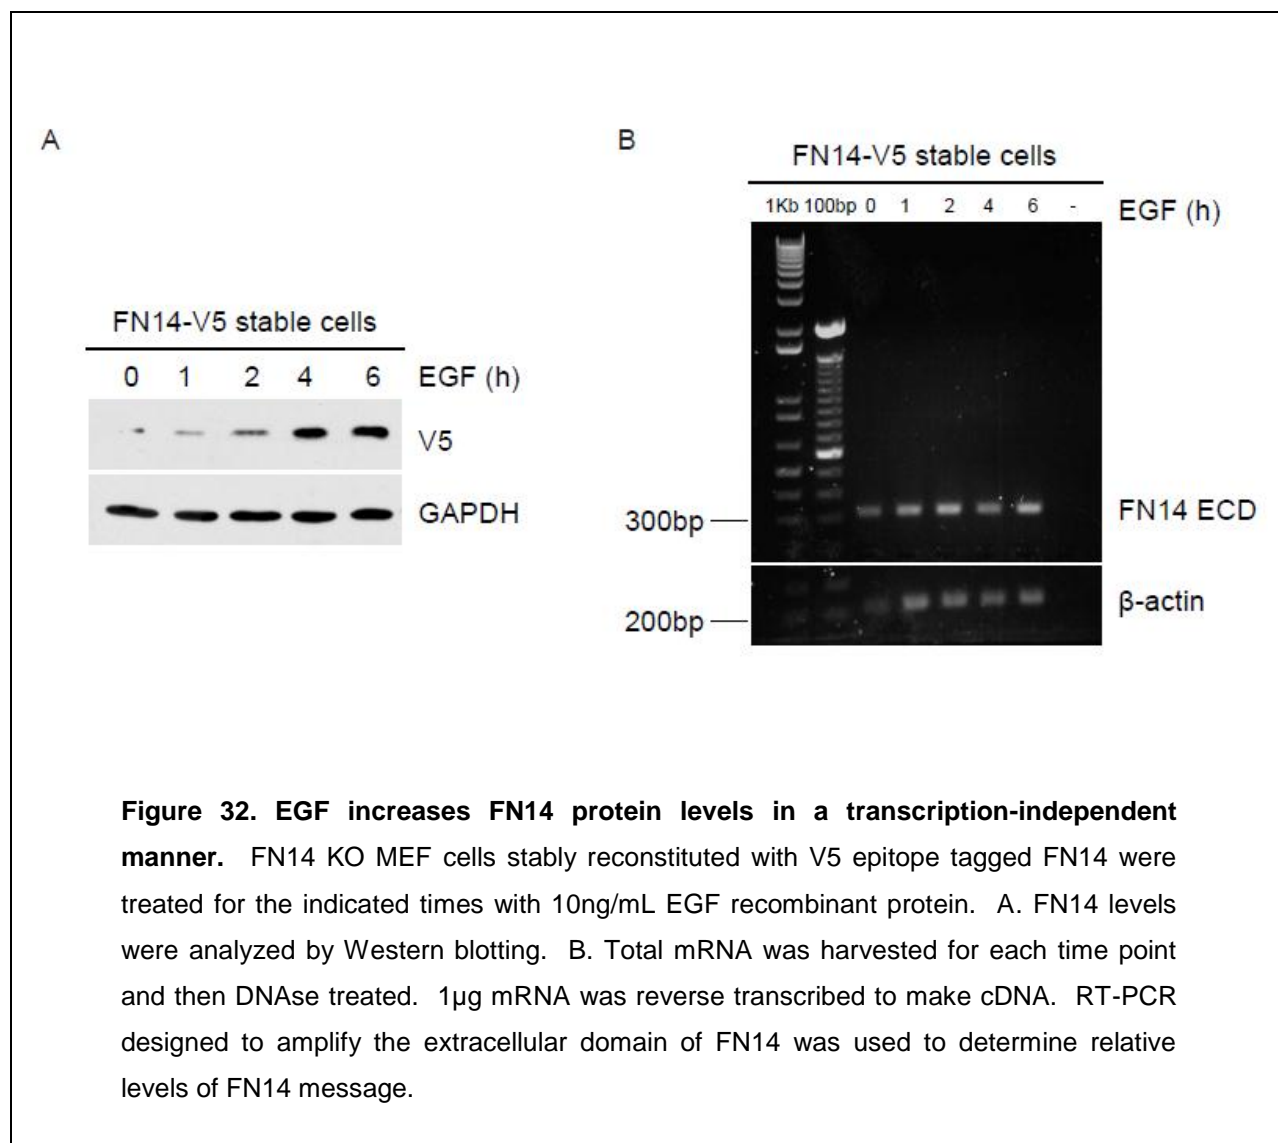 A
FN14-V5 stable cells
0 1 2 4 6 EGF (h)
V5
GAPDH
B
FN14-V5 stable cells
1Kb 100bp 0 1 2 4 6 - EGF (h)
300bp
FN14 ECD
200bp
β-actin
Figure 32. EGF increases FN14 protein levels in a transcription-independent
manner. FN14 KO MEF cells stably reconstituted with V5 epitope tagged FN14 were
treated for the indicated times with 10ng/mL EGF recombinant protein. A. FN14 levels
were analyzed by Western blotting. B. Total mRNA was harvested for each time point
and then DNAse treated. 1µg mRNA was reverse transcribed to make cDNA. RT-PCR
designed to amplify the extracellular domain of FN14 was used to determine relative
levels of FN14 message.